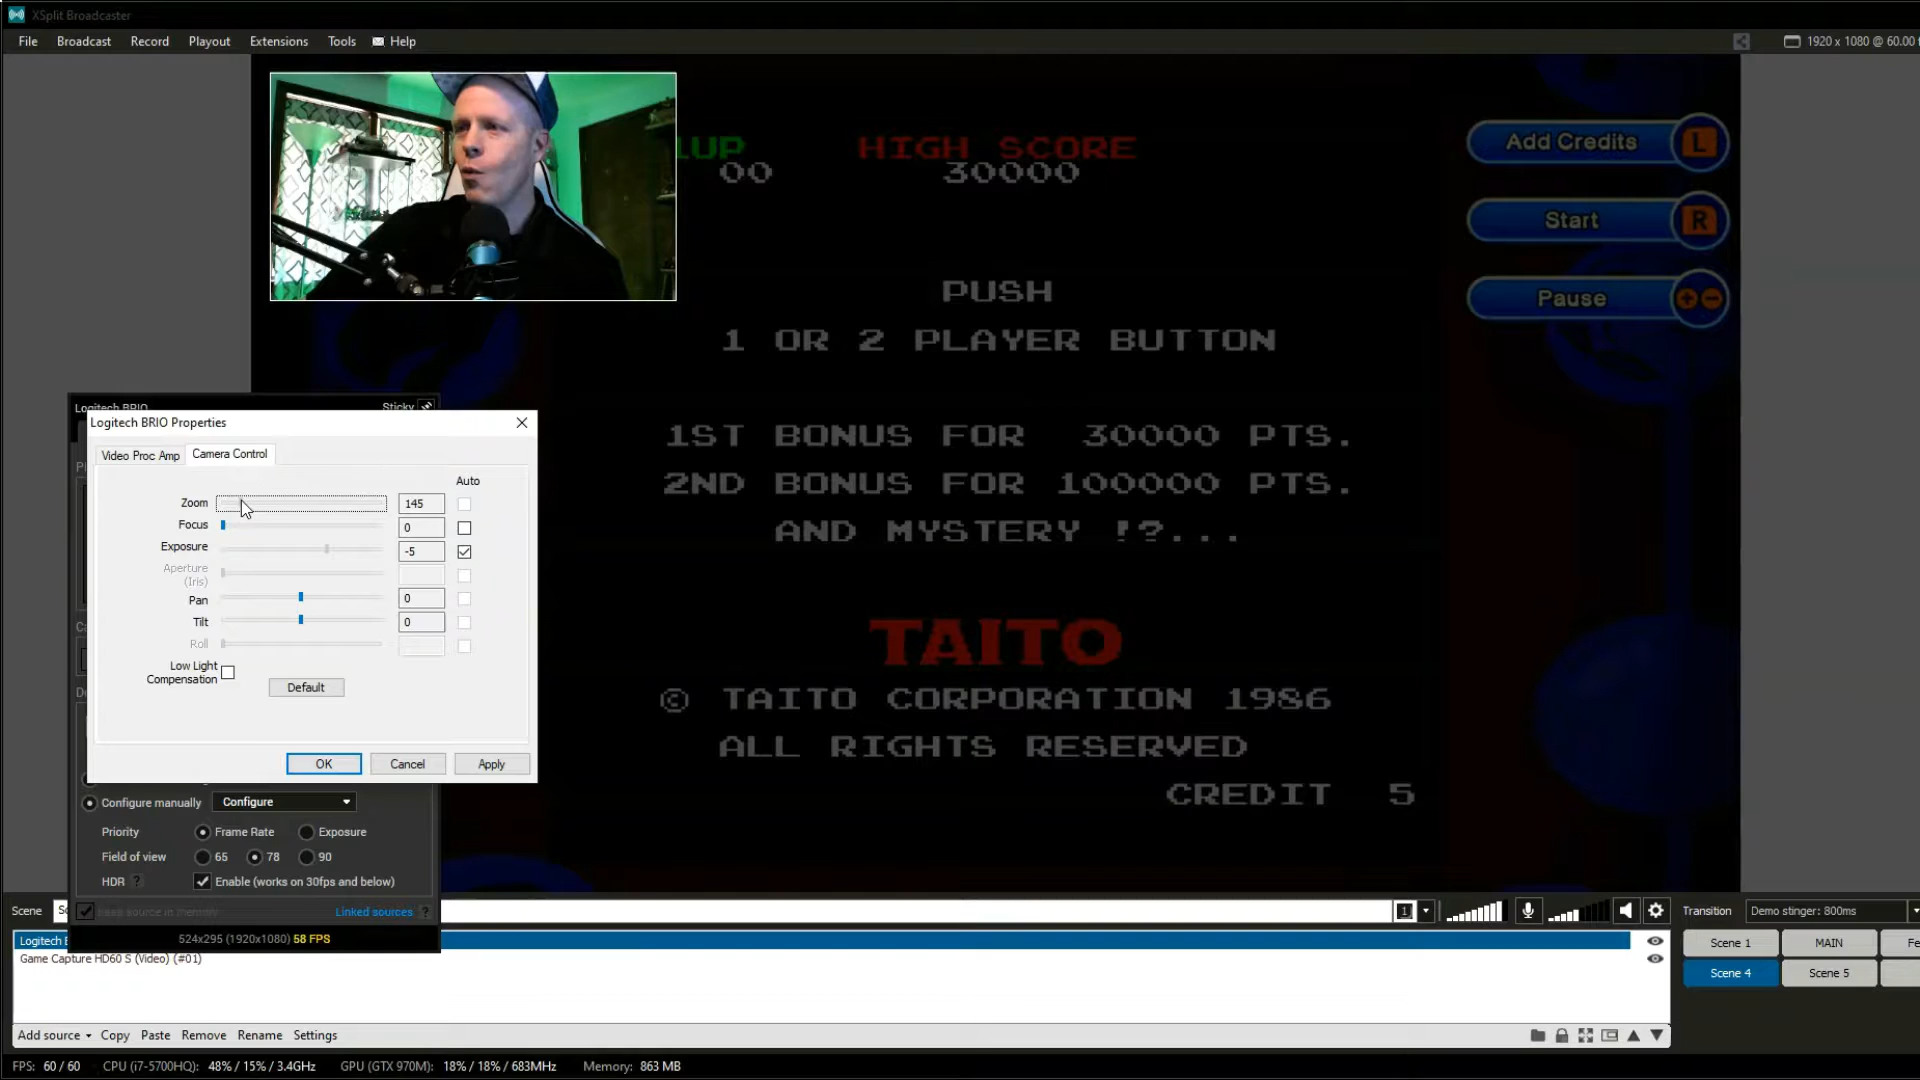 XSplit Broadcaster
File Broadcast Record Playout Extensions Tools Help
1920 x 1080 @ 60.00
1UP HIGH SCORE
00 30000
Add Credits L
Start R
Pause
PUSH
1 OR 2 PLAYER BUTTON
1ST BONUS FOR 30000 PTS.
2ND BONUS FOR 100000 PTS.
AND MYSTERY !?...
TAITO
© TAITO CORPORATION 1986
ALL RIGHTS RESERVED
CREDIT 5
Logitech BRIO Sticky
Logitech BRIO Properties
Video Proc Amp Camera Control
Auto
Zoom 145
Focus 0
Exposure -5
Aperture
(Iris)
Pan 0
Tilt 0
Roll
Low Light
Compensation
Default
OK Cancel Apply
Configure manually Configure
Priority Frame Rate Exposure
Field of view 65 78 90
HDR ? Enable (works on 30fps and below)
Keep source in memory Linked sources ?
524x295 (1920x1080) 58 FPS
Scene 1 Transition Demo stinger: 800ms
Logitech
Game Capture HD60 S (Video) (#01)
Scene 1 MAIN
Scene 4 Scene 5
Add source Copy Paste Remove Rename Settings
FPS: 60 / 60 CPU (i7-5700HQ): 48% / 15% / 3.4GHz GPU (GTX 970M): 18% / 18% / 683MHz Memory: 863 MB